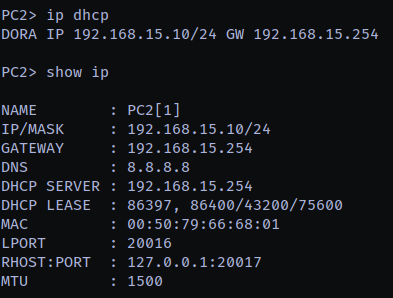 PC2> ip dhcp
DORA IP 192.168.15.10/24 GW 192.168.15.254
PC2> show ip
NAME        : PC2[1]
IP/MASK     : 192.168.15.10/24
GATEWAY     : 192.168.15.254
DNS         : 8.8.8.8
DHCP SERVER : 192.168.15.254
DHCP LEASE  : 86397, 86400/43200/75600
MAC         : 00:50:79:66:68:01
LPORT       : 20016
RHOST:PORT  : 127.0.0.1:20017
MTU         : 1500